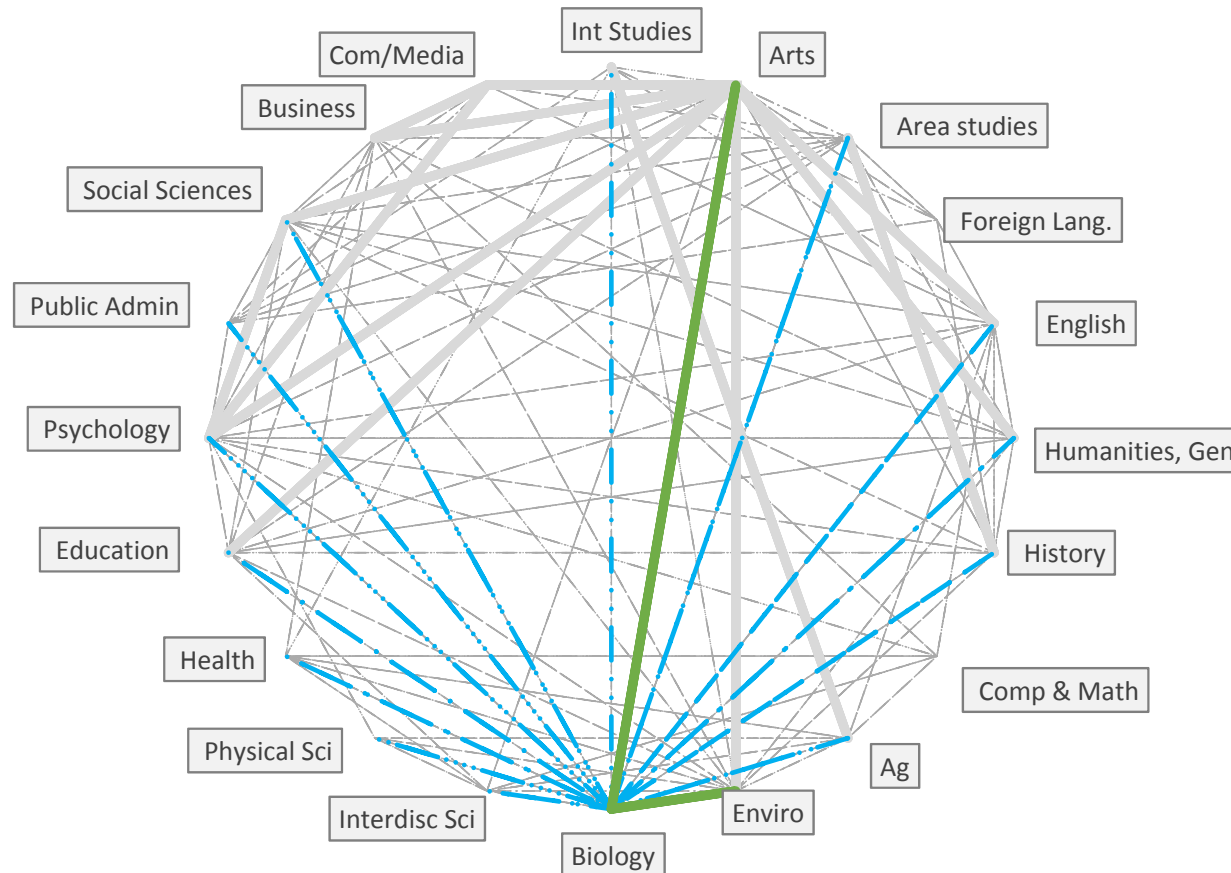 Int Studies
Arts
Com/Media
Business
Area studies
Social Sciences
Foreign Lang.
Public Admin
English
Psychology
Humanities, Gen
Education
History
Health
Comp & Math
Physical Sci
Ag
Interdisc Sci
Enviro
Biology